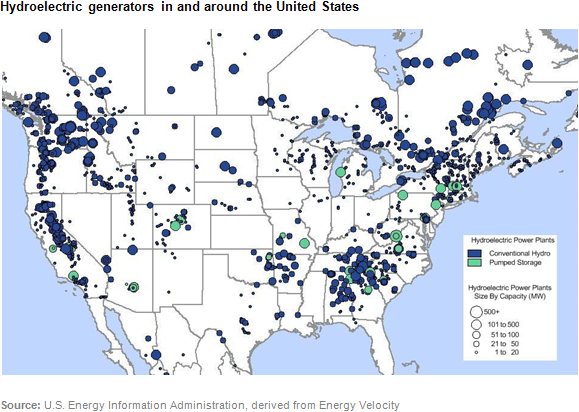 Hydroelectric generators in and around the United States
Hydroelectric Power Plants
Conventional Hydro
Pumped Storage
Hydroelectric Power Plants
Size By Capacity (MW)
500+
101 to 500
51 to 100
21 to 50
1 to 20
Source: U.S. Energy Information Administration, derived from Energy Velocity